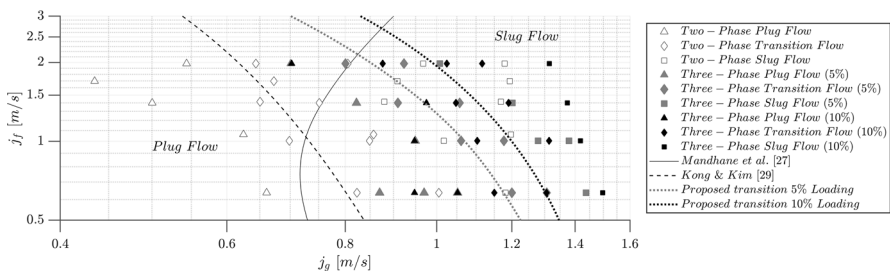 3
2.5
2
1.5
1
0.5
j_f [m/s]
Slug Flow
Plug Flow
0.4 0.6 0.8 1 1.2 1.4 1.6
j_g [m/s]
Two-Phase Plug Flow
Two-Phase Transition Flow
Two-Phase Slug Flow
Three-Phase Plug Flow (5%)
Three-Phase Transition Flow (5%)
Three-Phase Slug Flow (5%)
Three-Phase Plug Flow (10%)
Three-Phase Transition Flow (10%)
Three-Phase Slug Flow (10%)
Mandhane et al. [27]
Kong & Kim [29]
Proposed transition 5% Loading
Proposed transition 10% Loading